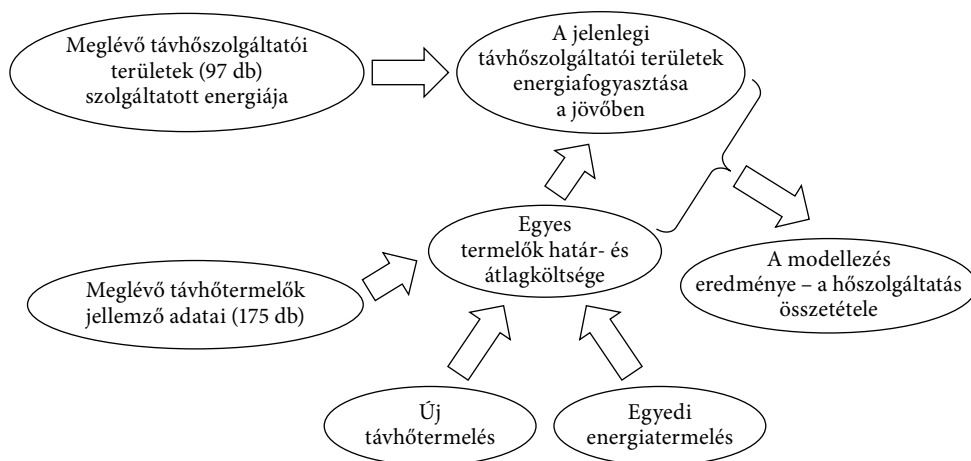 Meglévő távhőszolgáltatói
területek (97 db)
szolgáltatott energiája
A jelenlegi
távhőszolgáltatói területek
energiafogyasztása
a jövőben
Egyes
termelők határ- és
átlagköltsége
Meglévő távhőtermelők
jellemző adatai (175 db)
A modellezés
eredménye – a hőszolgáltatás
összetétele
Új
távhőtermelés
Egyedi
energiatermelés